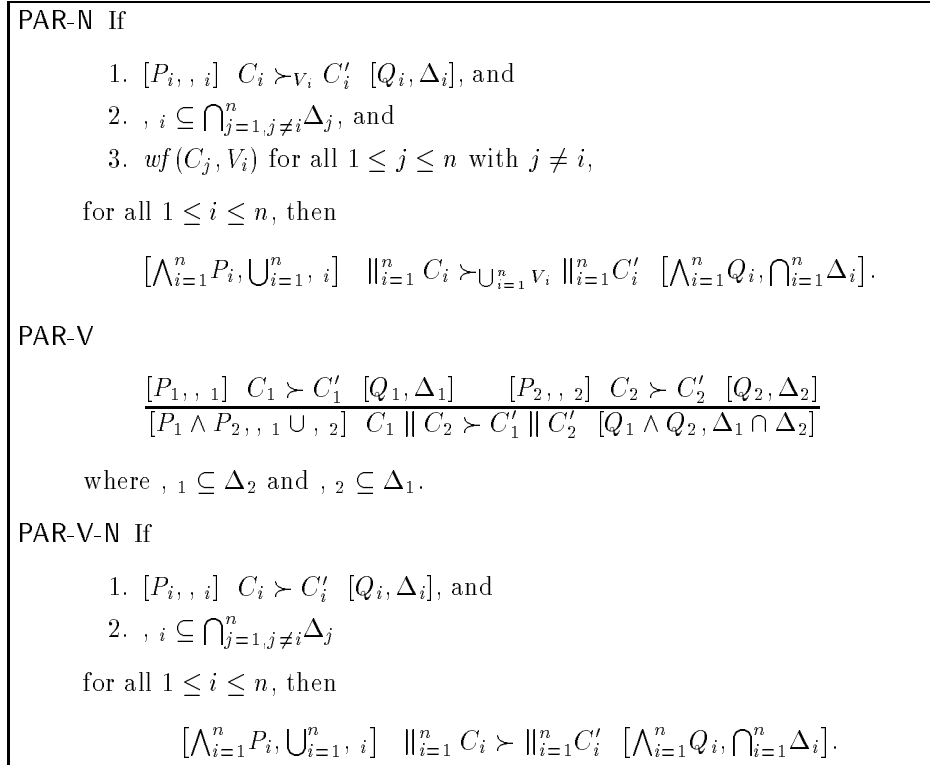 PAR-N If
1. [P_i, , _i] C_i ≻_{V_i} C′_i [Q_i, Δ_i], and
2. , _i ⊆ ⋂^n_{j=1,j≠i} Δ_j, and
3. wf(C_j, V_i) for all 1 ≤ j ≤ n with j ≠ i,
for all 1 ≤ i ≤ n, then
[⋀^n_{i=1} P_i, ⋃^n_{i=1}, _i] ‖^n_{i=1} C_i ≻_{⋃^n_{i=1} V_i} ‖^n_{i=1} C′_i [⋀^n_{i=1} Q_i, ⋂^n_{i=1} Δ_i].
PAR-V
[P_1, , _1] C_1 ≻ C′_1 [Q_1, Δ_1] [P_2, , _2] C_2 ≻ C′_2 [Q_2, Δ_2]
[P_1 ∧ P_2, , _1 ∪ , _2] C_1 ‖ C_2 ≻ C′_1 ‖ C′_2 [Q_1 ∧ Q_2, Δ_1 ∩ Δ_2]
where , _1 ⊆ Δ_2 and , _2 ⊆ Δ_1.
PAR-V-N If
1. [P_i, , _i] C_i ≻ C′_i [Q_i, Δ_i], and
2. , _i ⊆ ⋂^n_{j=1,j≠i} Δ_j
for all 1 ≤ i ≤ n, then
[⋀^n_{i=1} P_i, ⋃^n_{i=1}, _i] ‖^n_{i=1} C_i ≻ ‖^n_{i=1} C′_i [⋀^n_{i=1} Q_i, ⋂^n_{i=1} Δ_i].